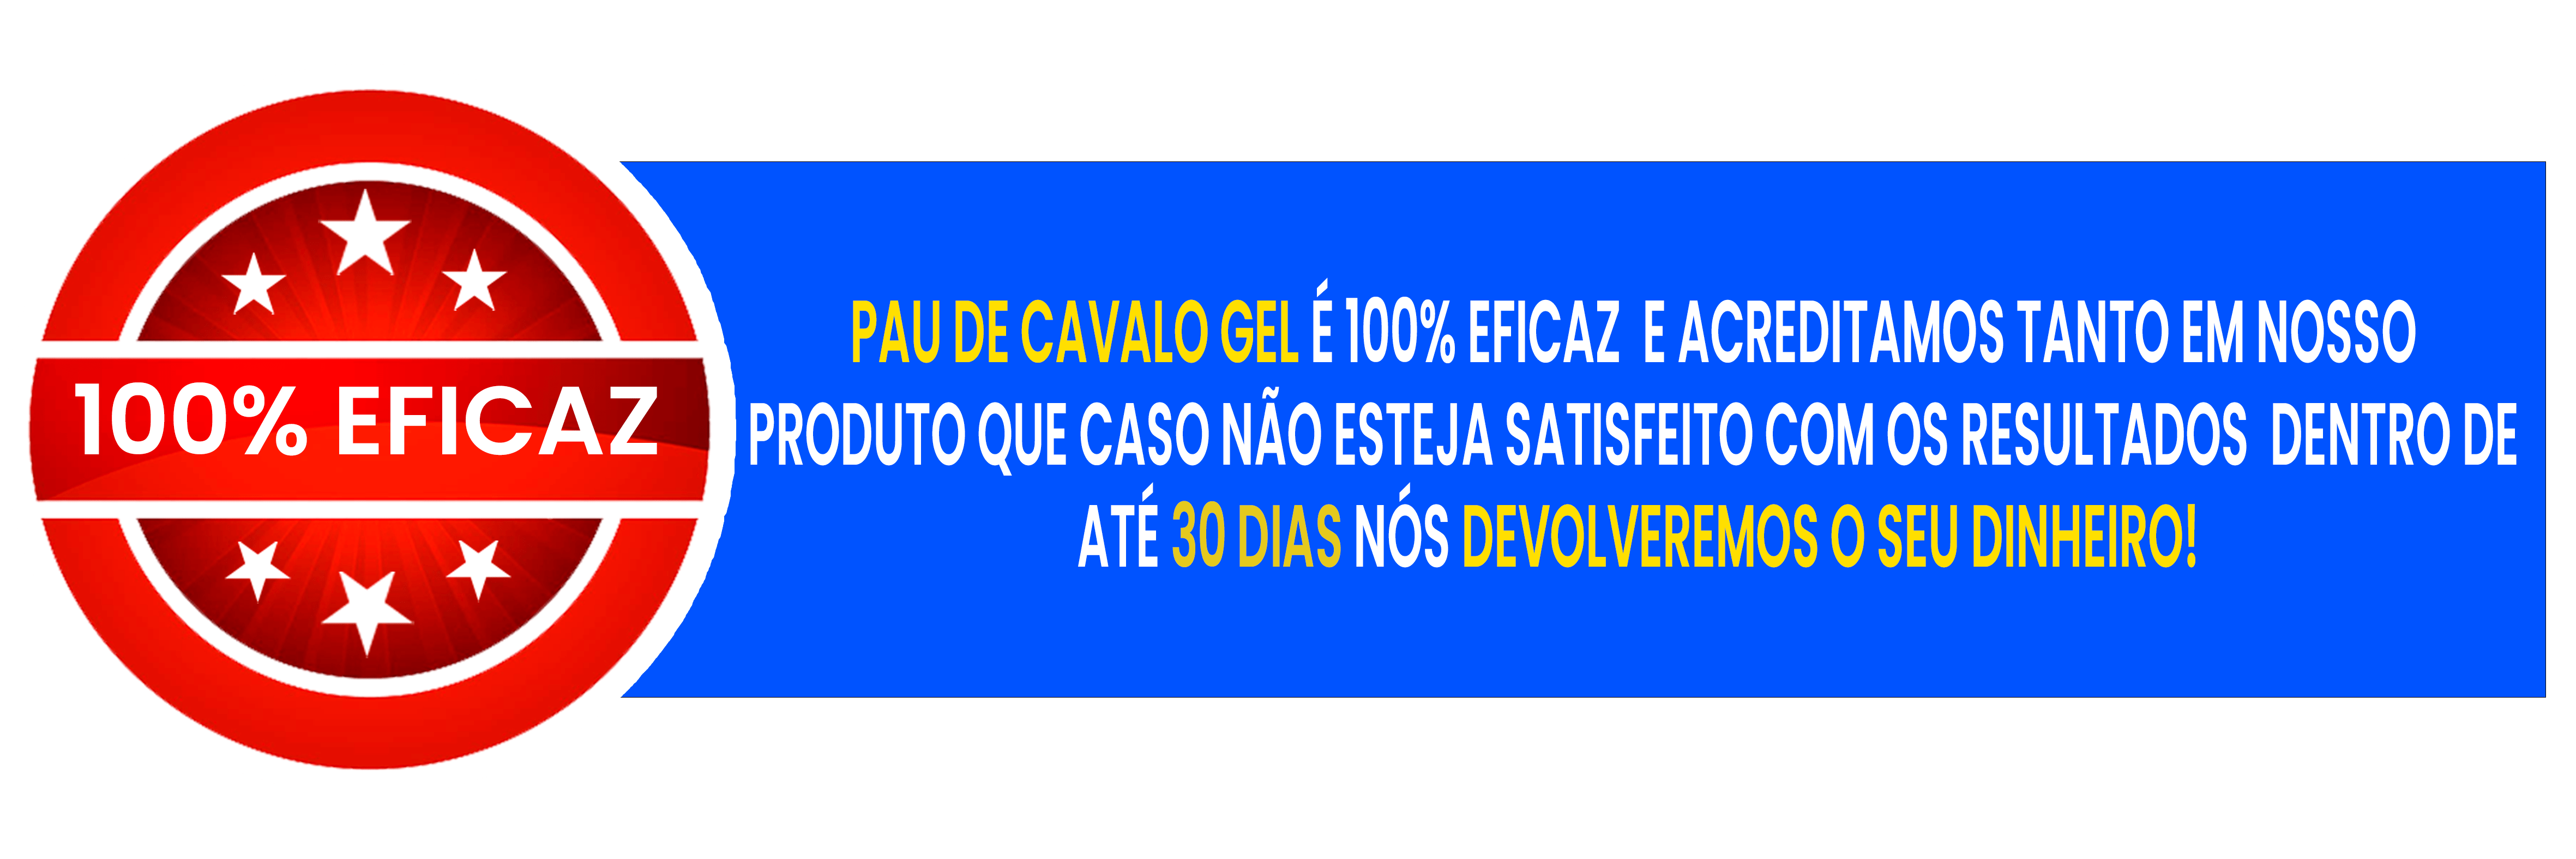 100% EFICAZ
PAU DE CAVALO GEL É 100% EFICAZ E ACREDITAMOS TANTO EM NOSSO
PRODUTO QUE CASO NÃO ESTEJA SATISFEITO COM OS RESULTADOS DENTRO DE
ATÉ 30 DIAS NÓS DEVOLVEREMOS O SEU DINHEIRO!